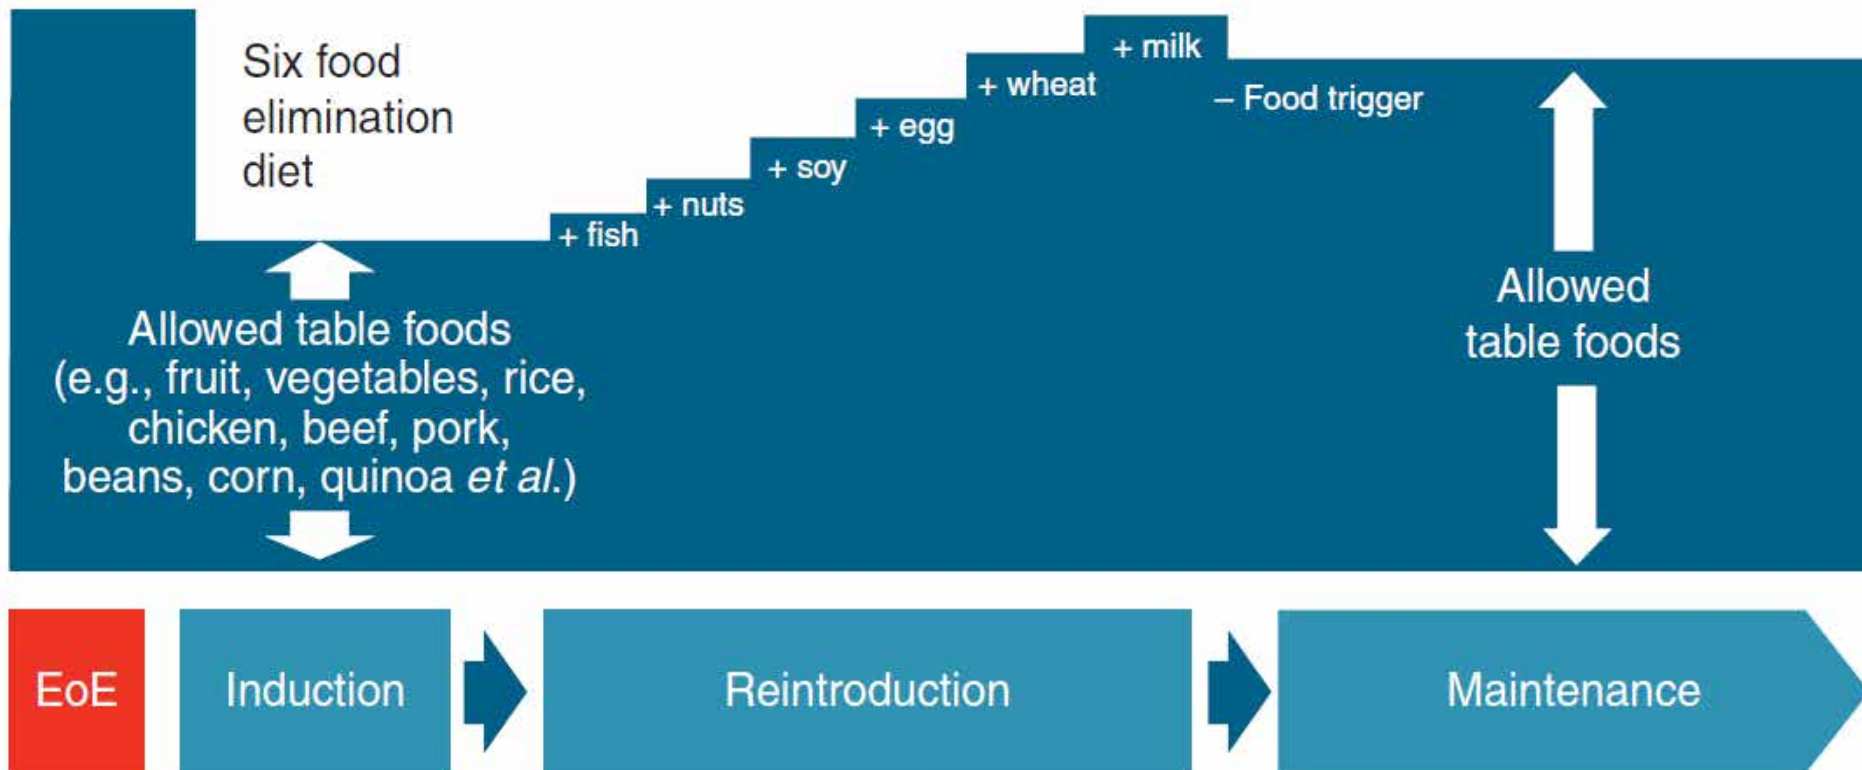 Six food
elimination
diet
+ fish
+ nuts
+ soy
+ egg
+ wheat
+ milk
– Food trigger
Allowed table foods
(e.g., fruit, vegetables, rice,
chicken, beef, pork,
beans, corn, quinoa et al.)
Allowed
table foods
EoE
Induction
Reintroduction
Maintenance